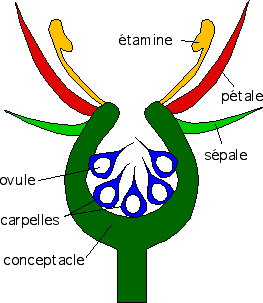 étamine
pétale
sépale
ovule
carpelles
conceptacle